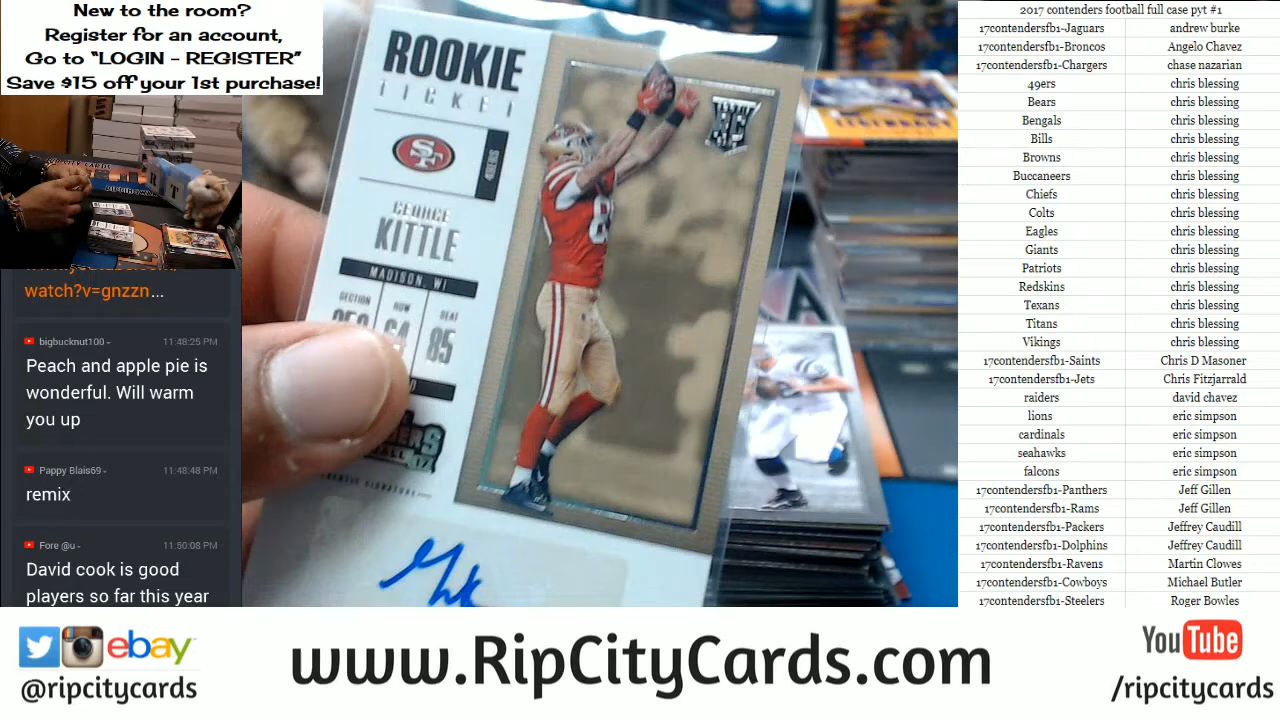 New to the room?
Register for an account,
Go to “LOGIN - REGISTER”
Save $15 off your 1st purchase!
watch?v=gnzzn...
bigbucknut100
11:48:25 PM
Peach and apple pie is
wonderful. Will warm
you up
Pappy Blais69
11:48:48 PM
remix
Fore @u
11:50:08 PM
David cook is good
players so far this year
ROOKIE
TICKET
SF
49ERS
GEORGE
KITTLE
MADISON, WI
SECTION
ROW
SEAT
64
85
2017 contenders football full case pyt #1
17contendersfb1-Jaguars andrew burke
17contendersfb1-Broncos Angelo Chavez
17contendersfb1-Chargers chase nazarian
49ers chris blessing
Bears chris blessing
Bengals chris blessing
Bills chris blessing
Browns chris blessing
Buccaneers chris blessing
Chiefs chris blessing
Colts chris blessing
Eagles chris blessing
Giants chris blessing
Patriots chris blessing
Redskins chris blessing
Texans chris blessing
Titans chris blessing
Vikings chris blessing
17contendersfb1-Saints Chris D Masoner
17contendersfb1-Jets Chris Fitzjarrald
raiders david chavez
lions eric simpson
cardinals eric simpson
seahawks eric simpson
falcons eric simpson
17contendersfb1-Panthers Jeff Gillen
17contendersfb1-Rams Jeff Gillen
17contendersfb1-Packers Jeffrey Caudill
17contendersfb1-Dolphins Jeffrey Caudill
17contendersfb1-Ravens Martin Clowes
17contendersfb1-Cowboys Michael Butler
17contendersfb1-Steelers Roger Bowles
ebay
@ripcitycards
www.RipCityCards.com
YouTube
/ripcitycards